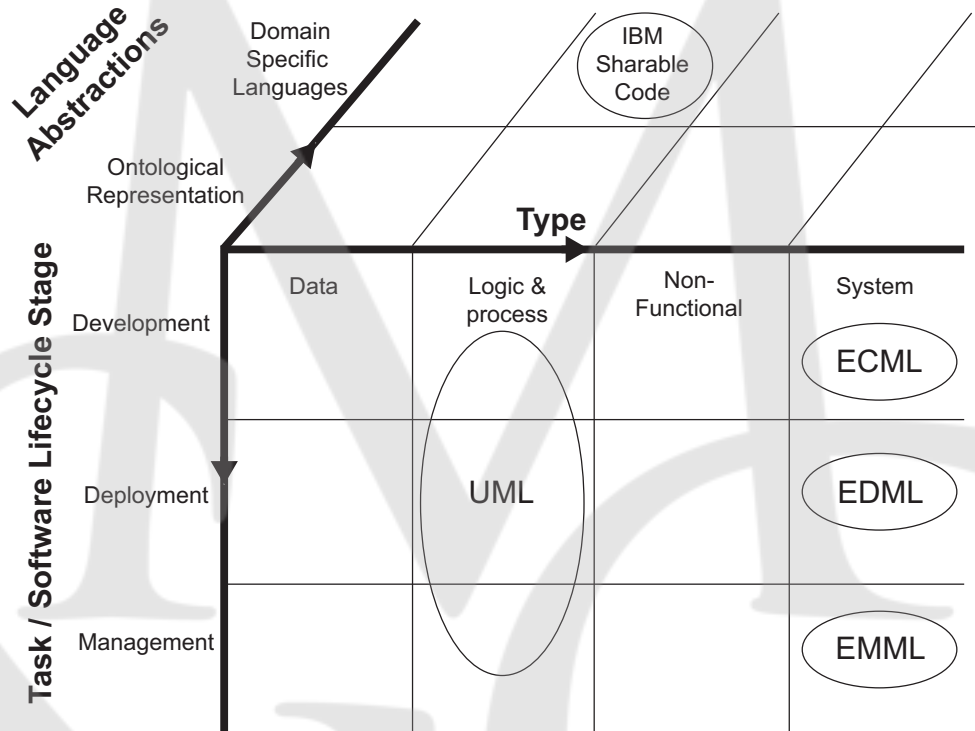 Language
Abstractions
Domain
Specific
Languages
IBM
Sharable
Code
Ontological
Representation
Type
Task / Software Lifecycle Stage
Data
Logic &
process
Non-
Functional
System
Development
ECML
Deployment
UML
EDML
Management
EMML